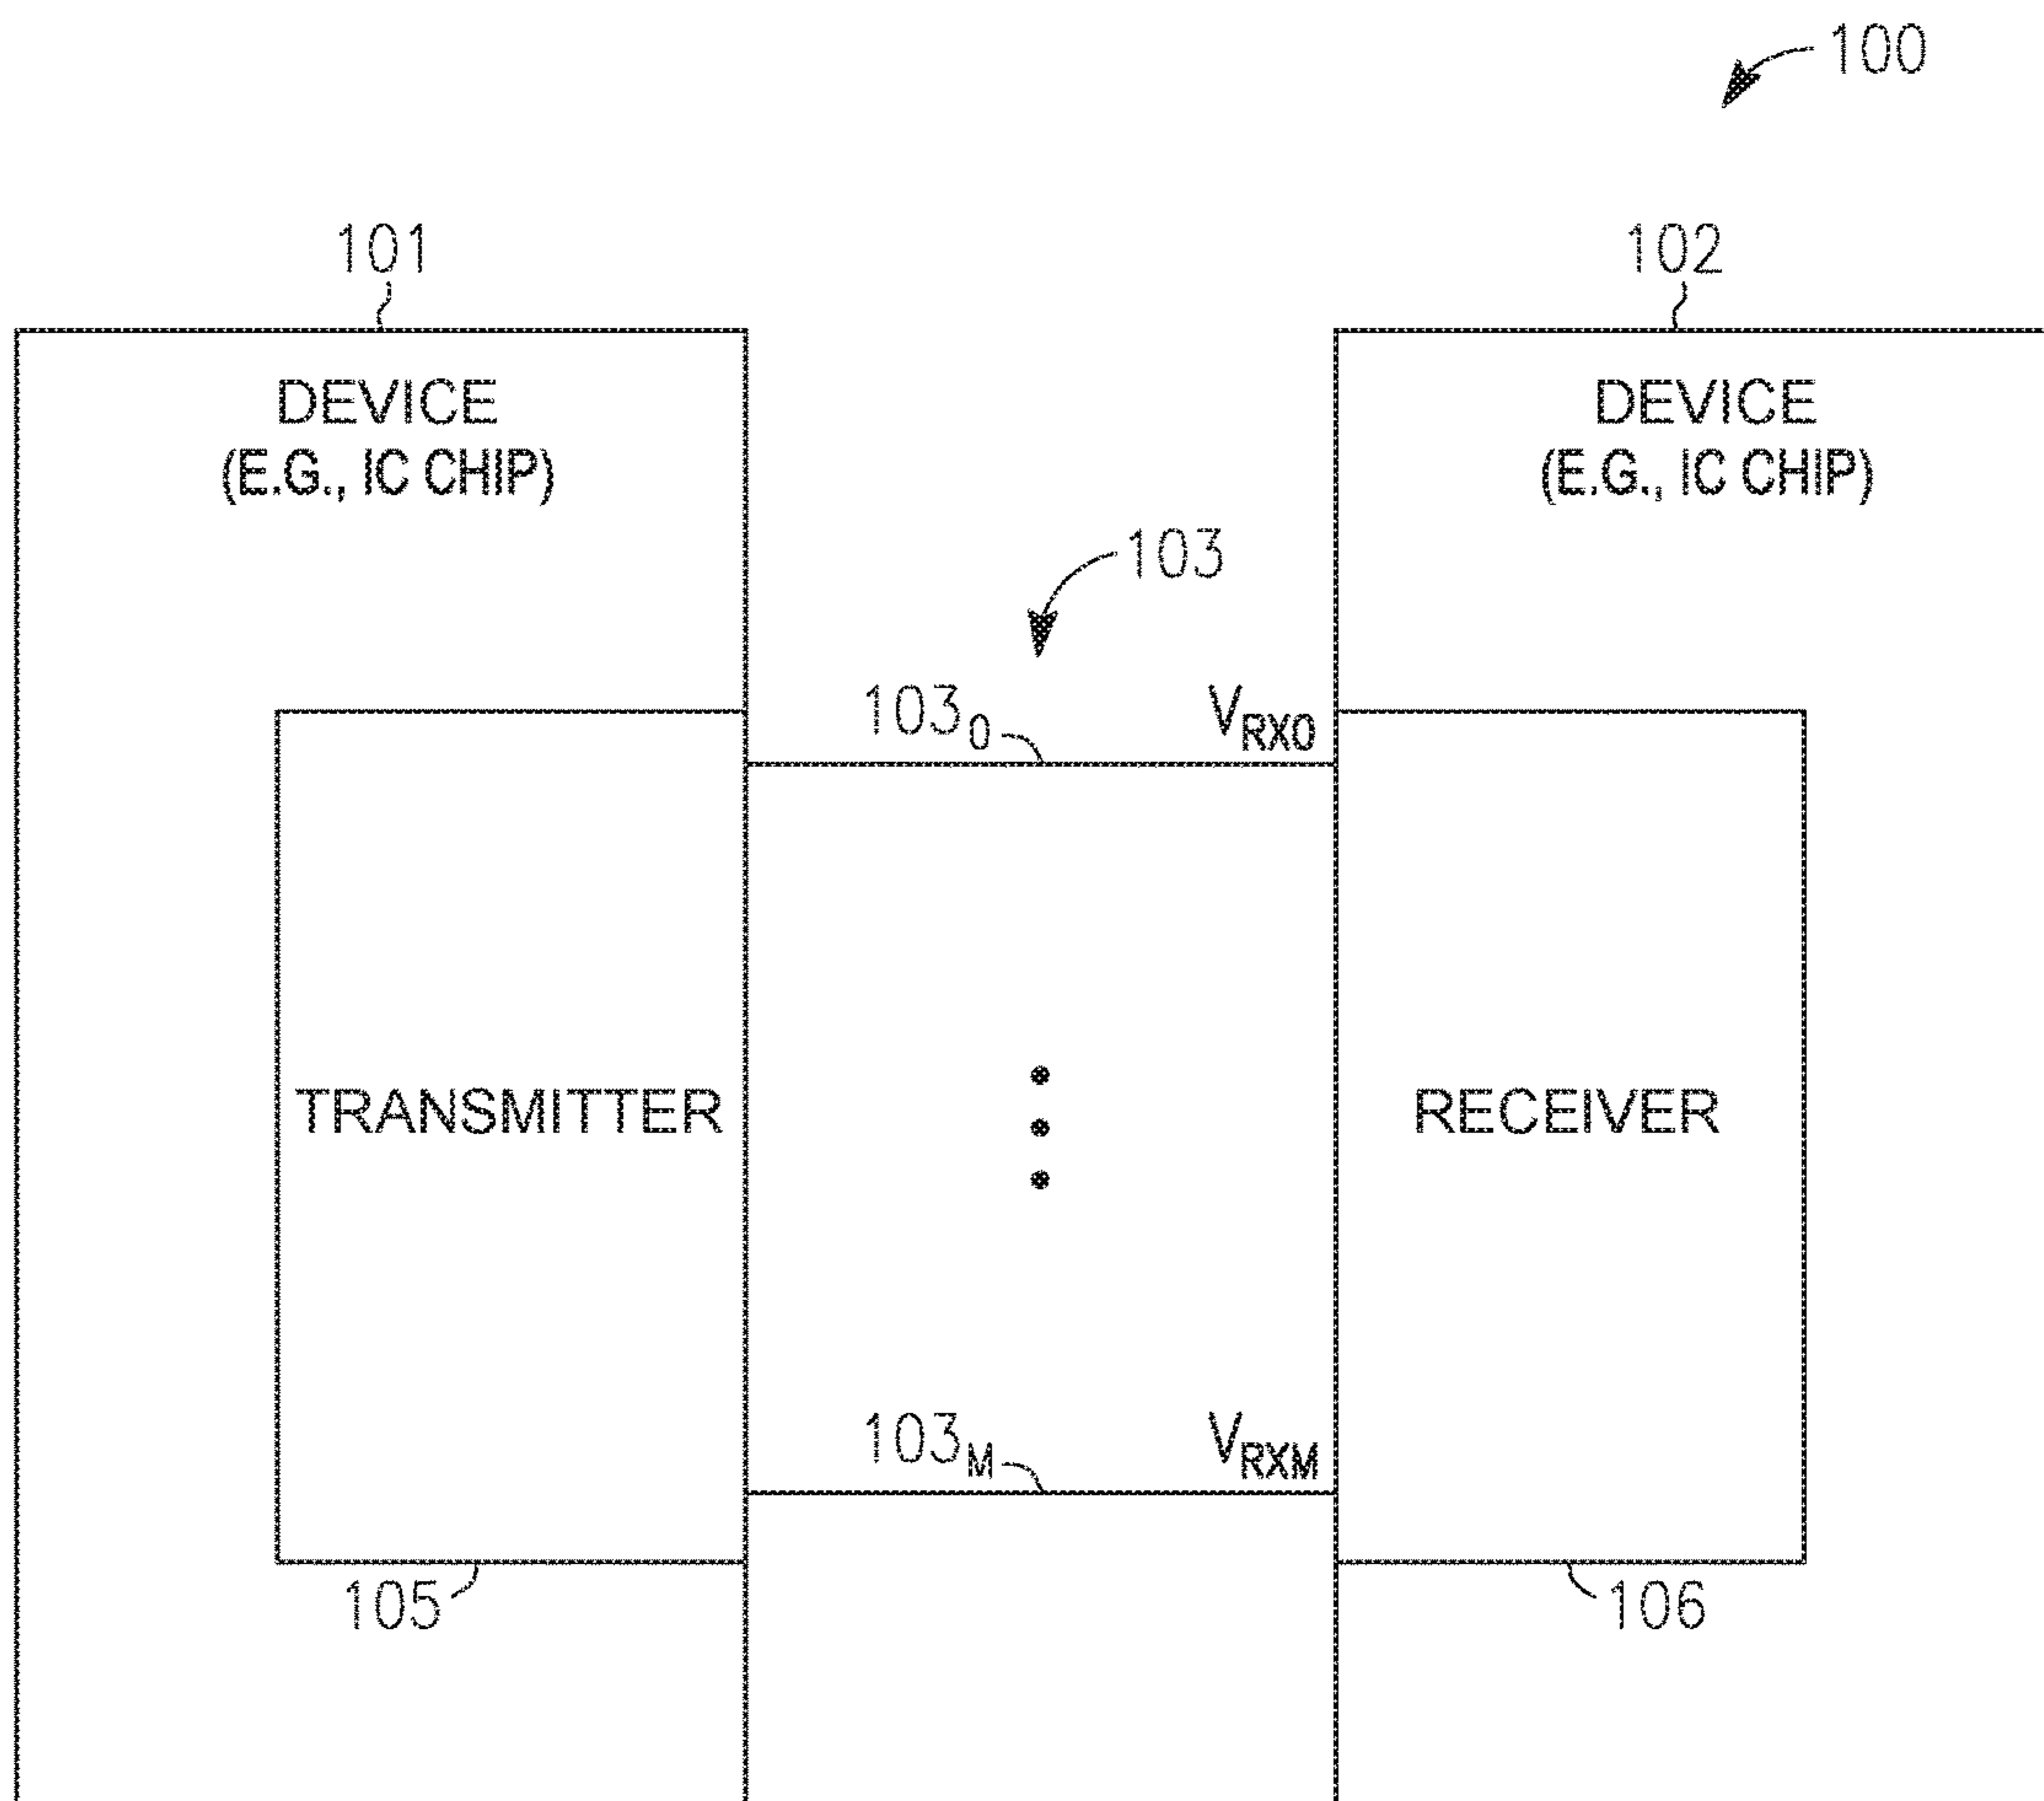 100
101
102
DEVICE
(E.G., IC CHIP)
DEVICE
(E.G., IC CHIP)
103
103₀
V_RX0
TRANSMITTER
RECEIVER
103_M
V_RXM
105
106